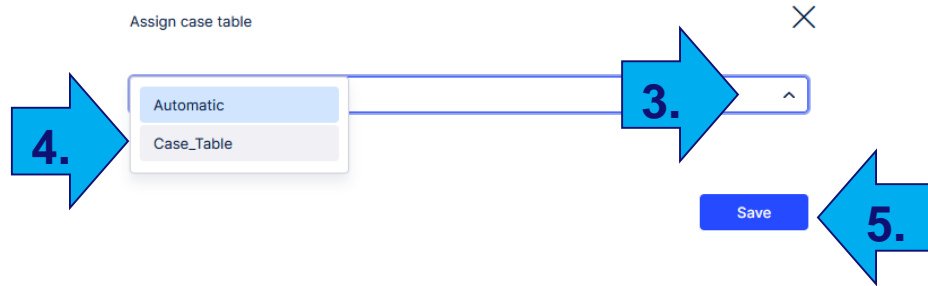 Assign case table
3.
Automatic
4.
Case_Table
Save
5.